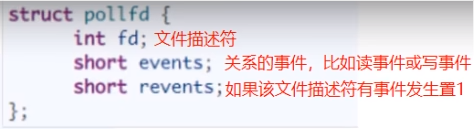 struct pollfd {
int fd; 文件描述符
short events; 关系的事件，比如读事件或写事件
short revents;如果该文件描述符有事件发生置1
};